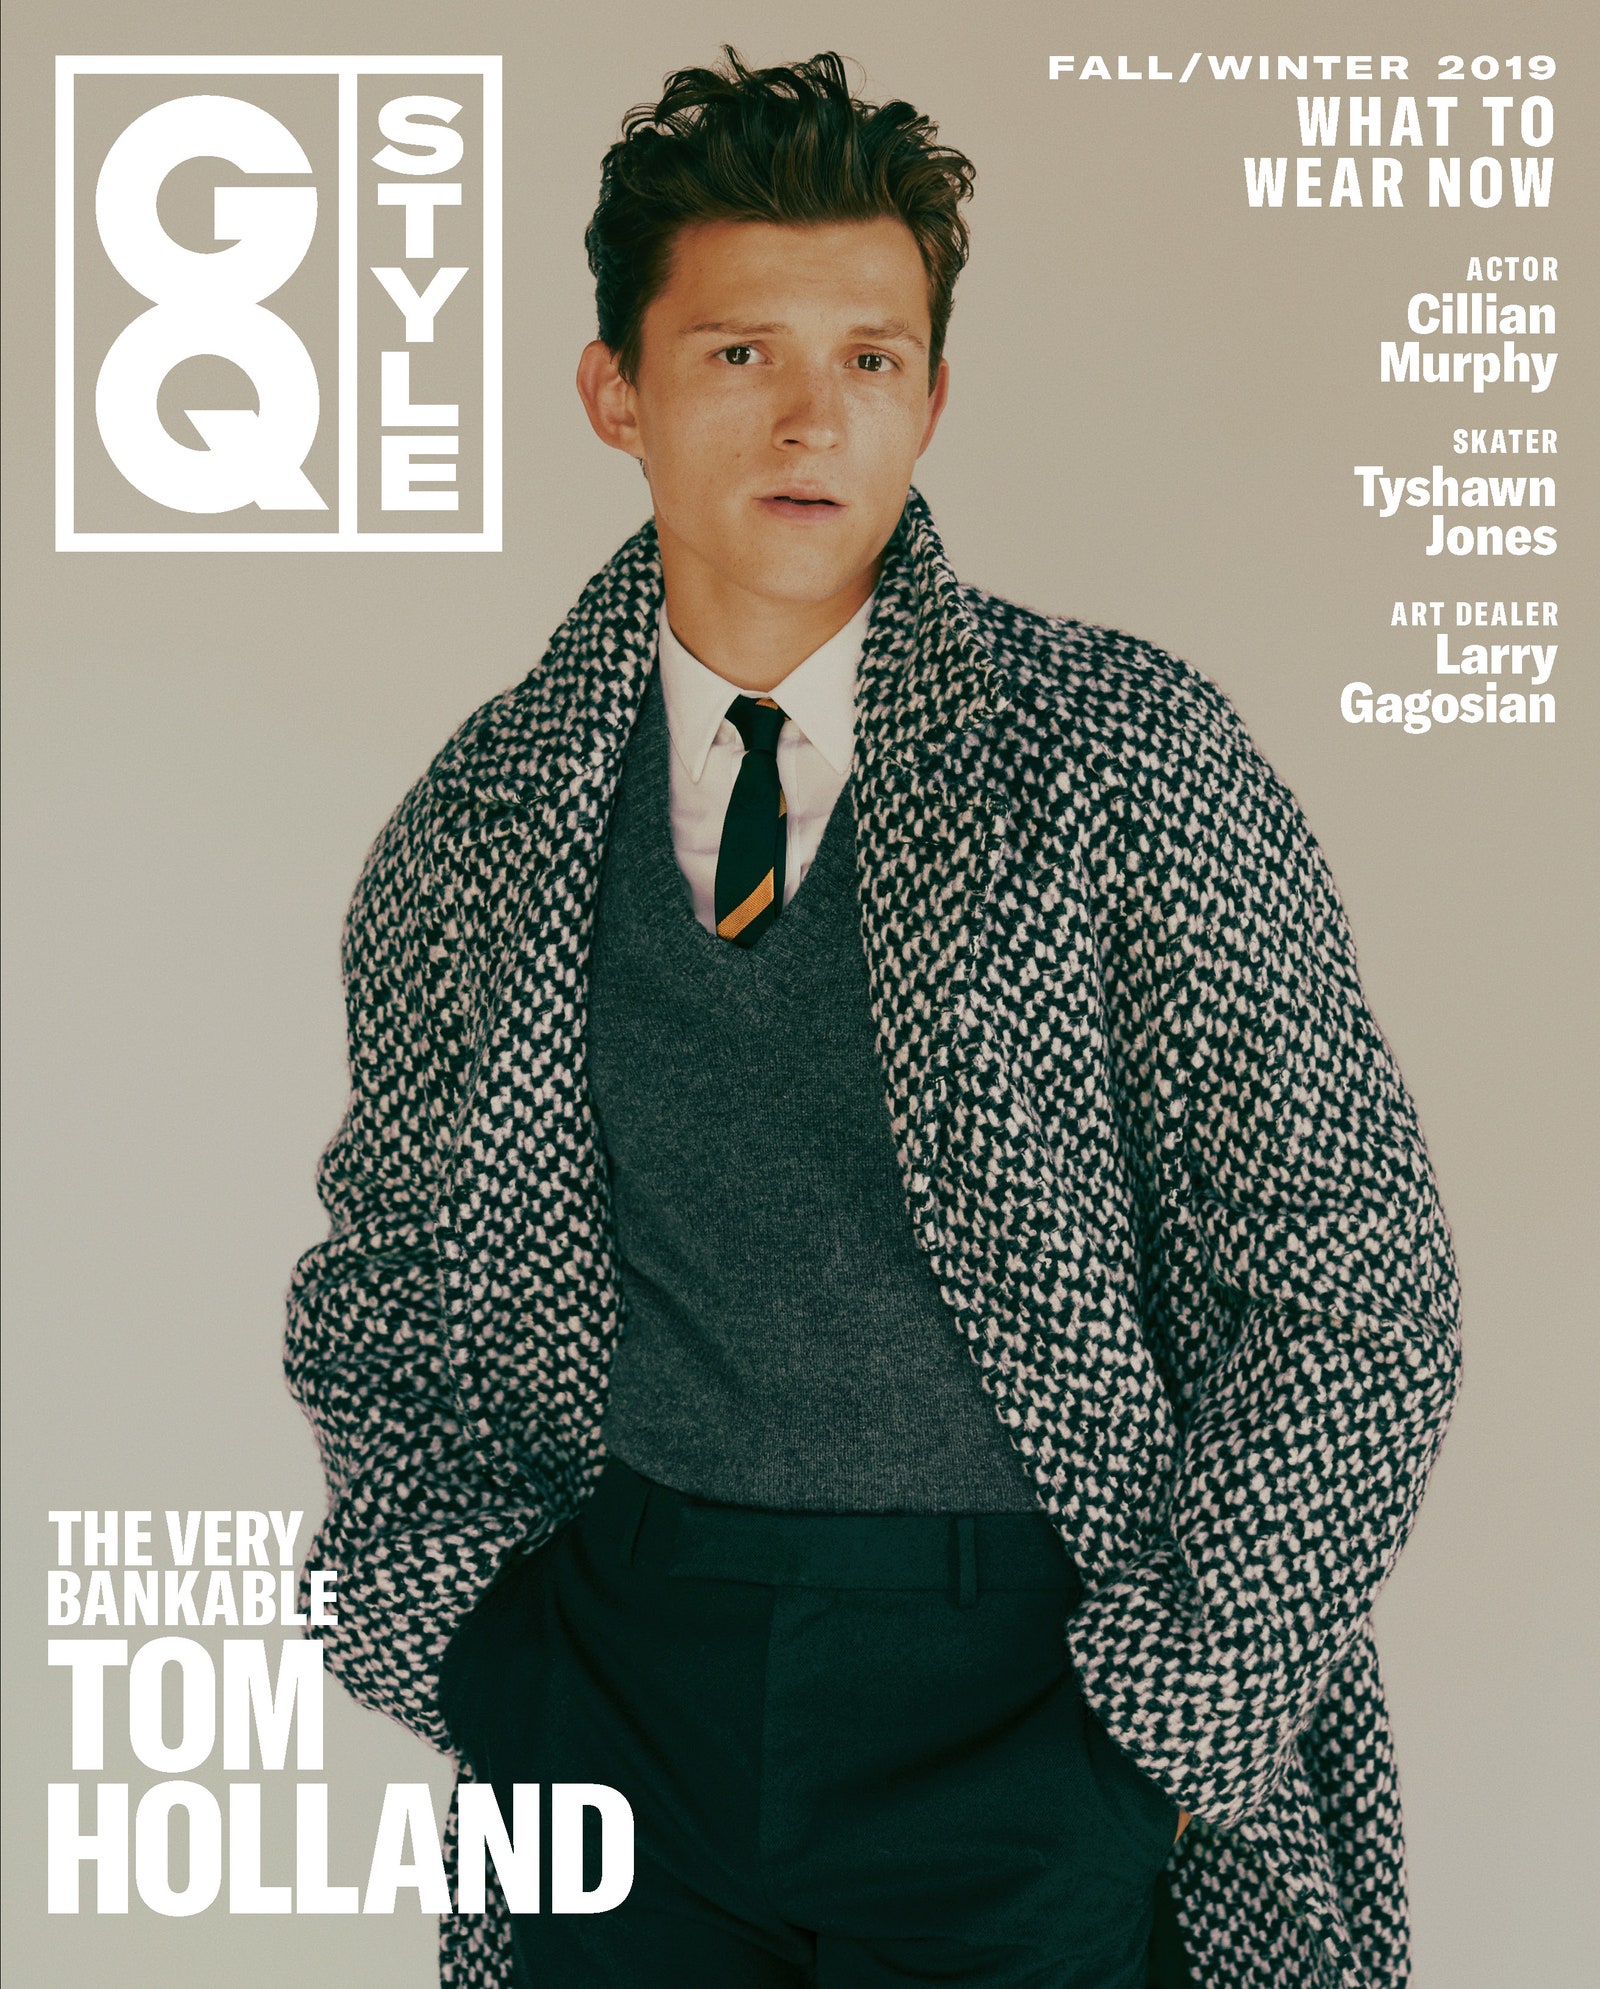 GQ
STYLE
FALL/WINTER 2019
WHAT TO
WEAR NOW
ACTOR
Cillian
Murphy
SKATER
Tyshawn
Jones
ART DEALER
Larry
Gagosian
THE VERY
BANKABLE
TOM
HOLLAND